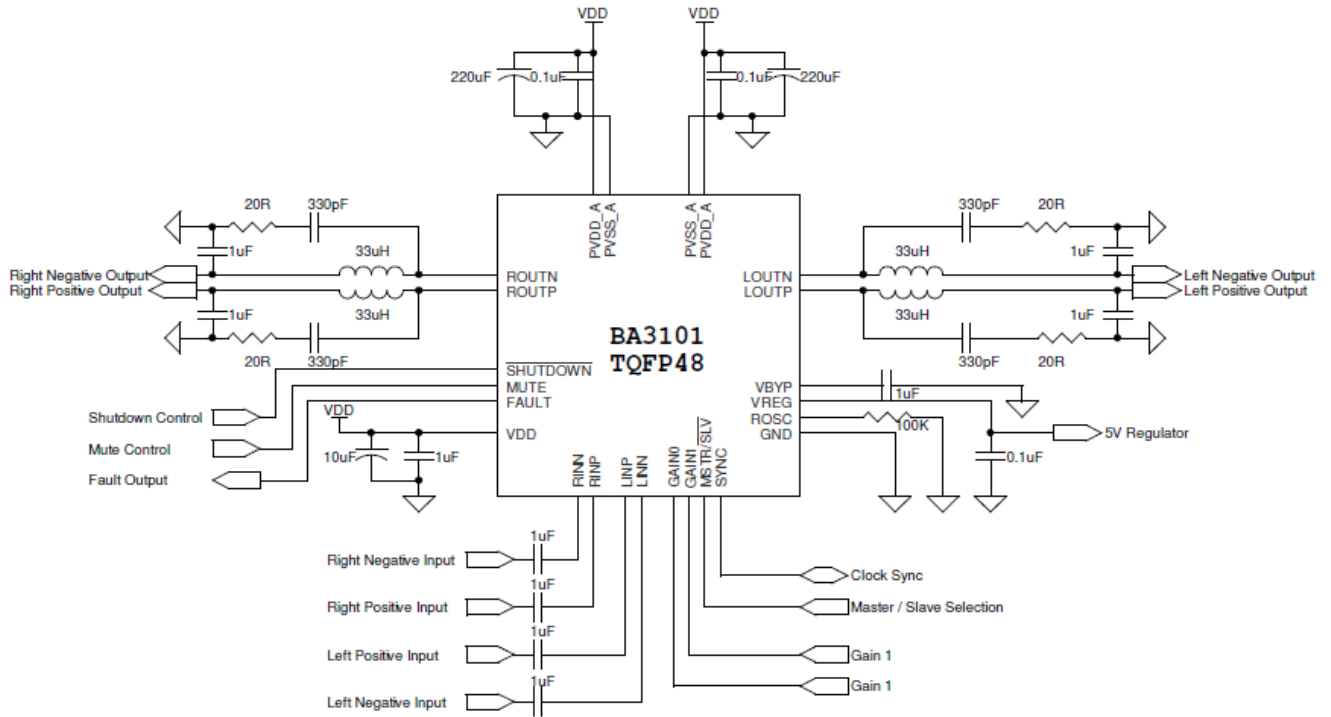 VDD
VDD
220uF
0.1uF
0.1uF
220uF
PVDD_A
PVSS_A
PVSS_A
PVDD_A
20R
330pF
330pF
20R
1uF
33uH
33uH
1uF
Right Negative Output
ROUTN
LOUTN
Left Negative Output
Right Positive Output
ROUTP
LOUTP
Left Positive Output
1uF
33uH
33uH
1uF
BA3101
TQFP48
20R
330pF
330pF
20R
SHUTDOWN
MUTE
FAULT
VDD
VBYP
VREG
ROSC
GND
1uF
100K
Shutdown Control
Mute Control
Fault Output
VDD
10uF
1uF
5V Regulator
0.1uF
RINN
RINP
LINP
LINN
GAIN0
GAIN1
MSTR/SLV
SYNC
1uF
Right Negative Input
1uF
Right Positive Input
1uF
Left Positive Input
1uF
Left Negative Input
Clock Sync
Master / Slave Selection
Gain 1
Gain 1